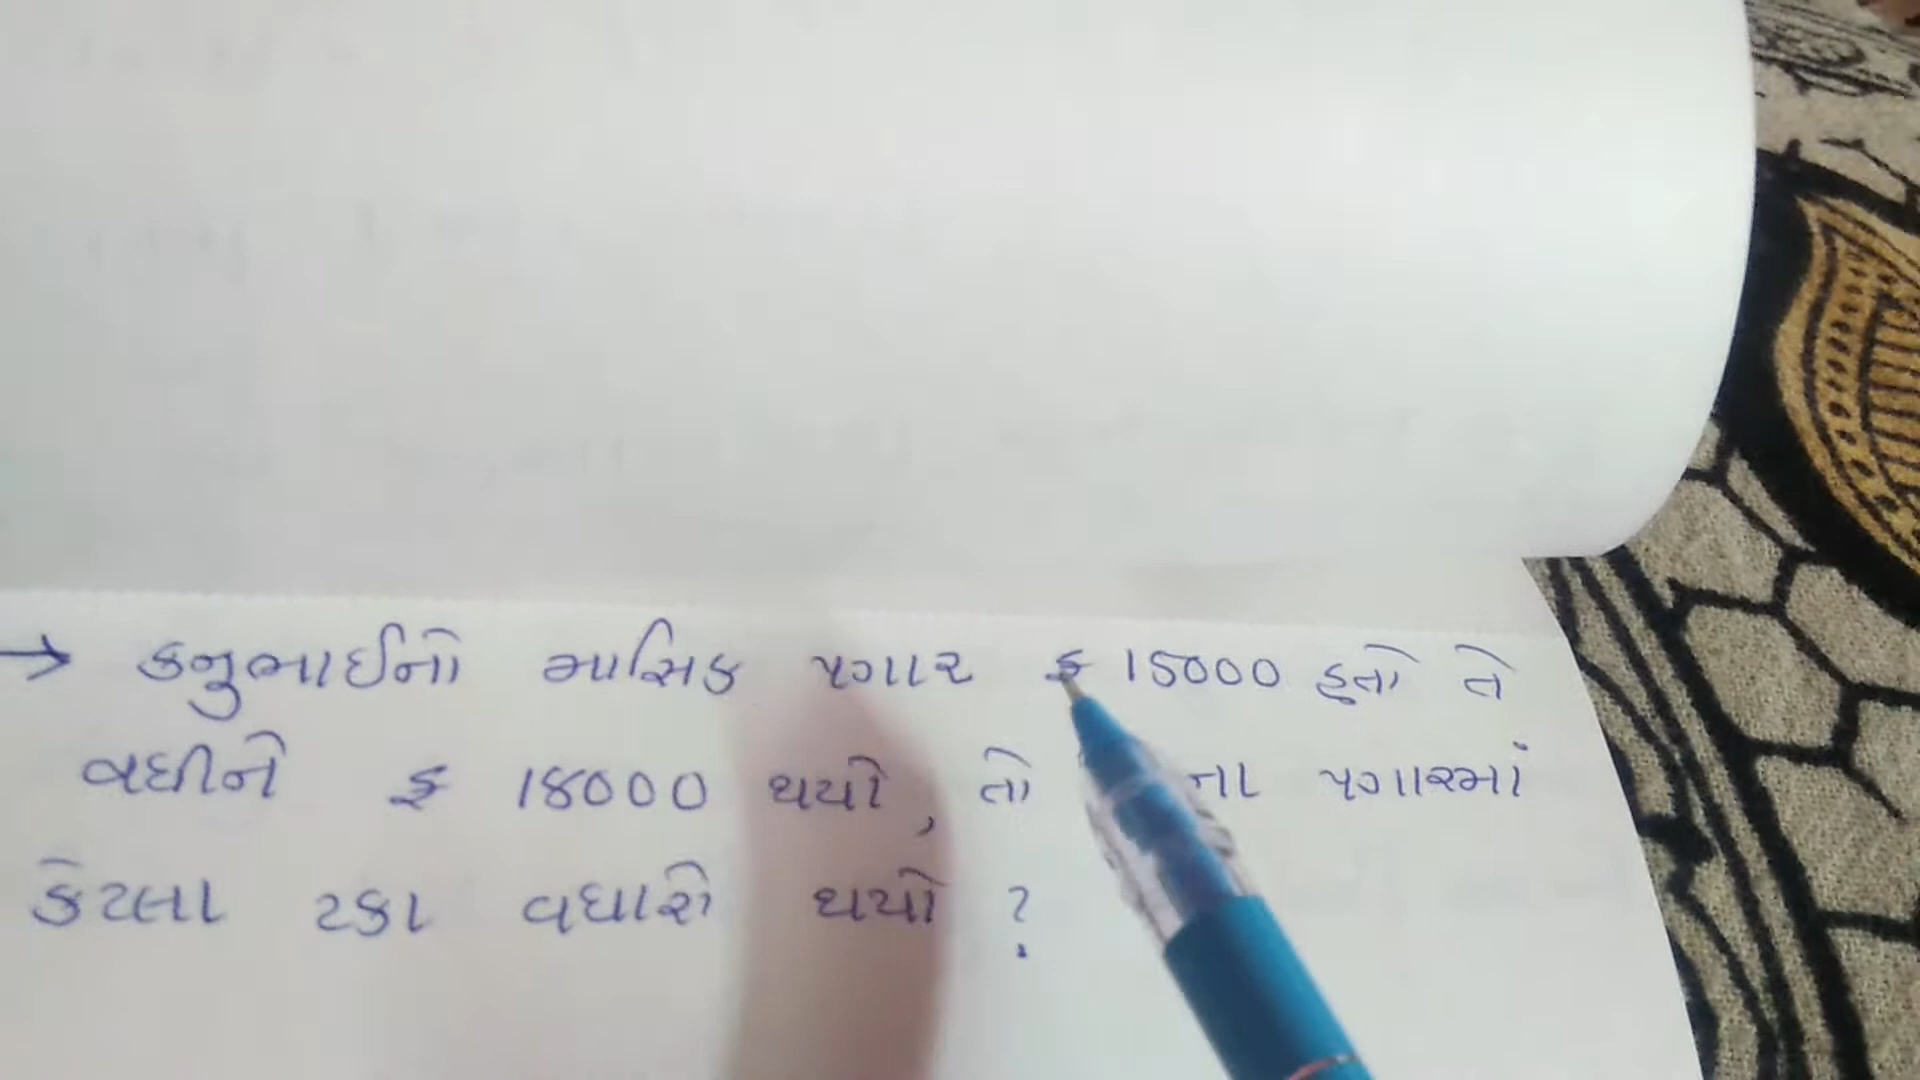 → કનુભાઈનો માસિક પગાર રૂ 15000 હતો તે
વધીને રૂ 18000 થયો, તો ના પગારમાં
કેટલા ટકા વધારો થયો ?